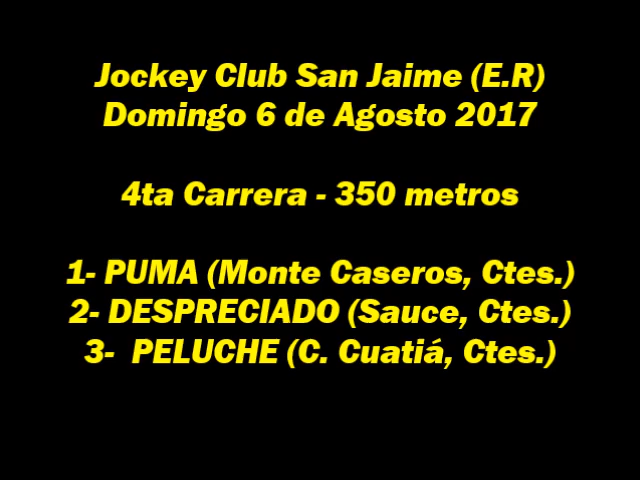 Jockey Club San Jaime (E.R)
Domingo 6 de Agosto 2017
4ta Carrera - 350 metros
1- PUMA (Monte Caseros, Ctes.)
2- DESPRECIADO (Sauce, Ctes.)
3- PELUCHE (C. Cuatiá, Ctes.)